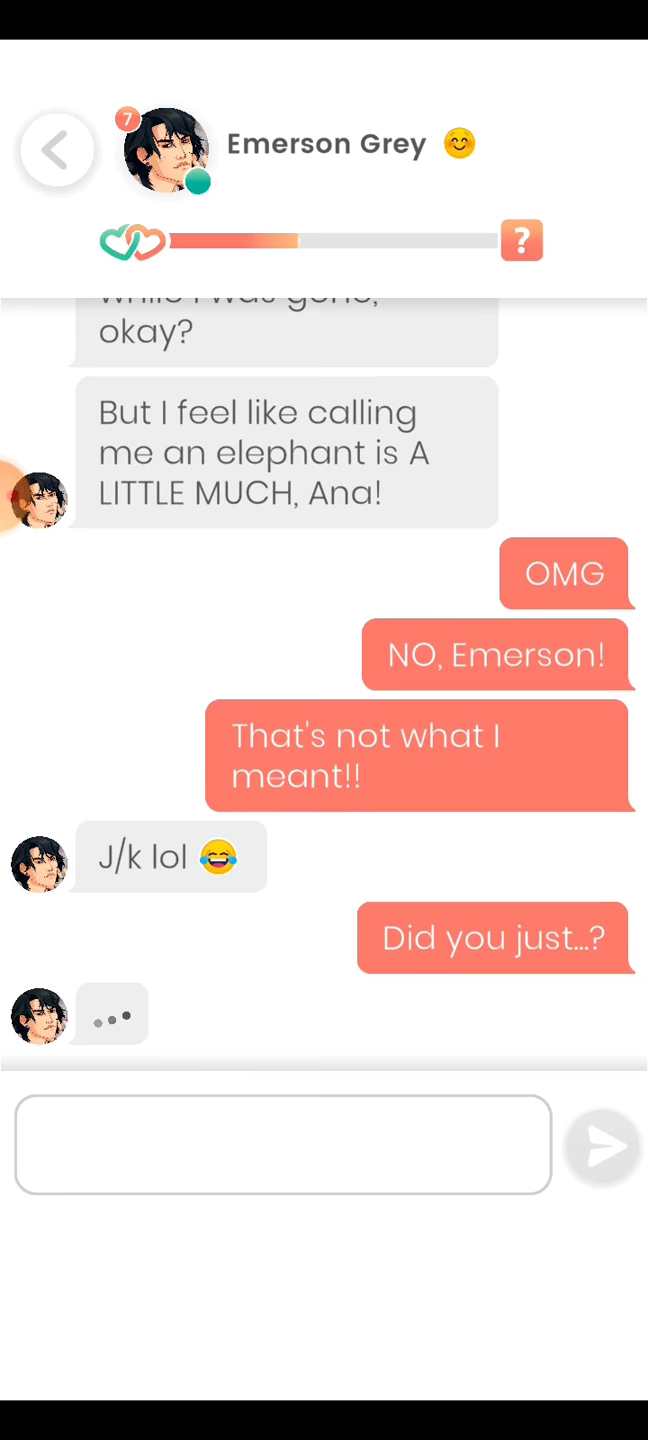 7
Emerson Grey
?
okay?
But I feel like calling
me an elephant is A
LITTLE MUCH, Ana!
OMG
NO, Emerson!
That's not what I
meant!!
J/k lol
Did you just...?